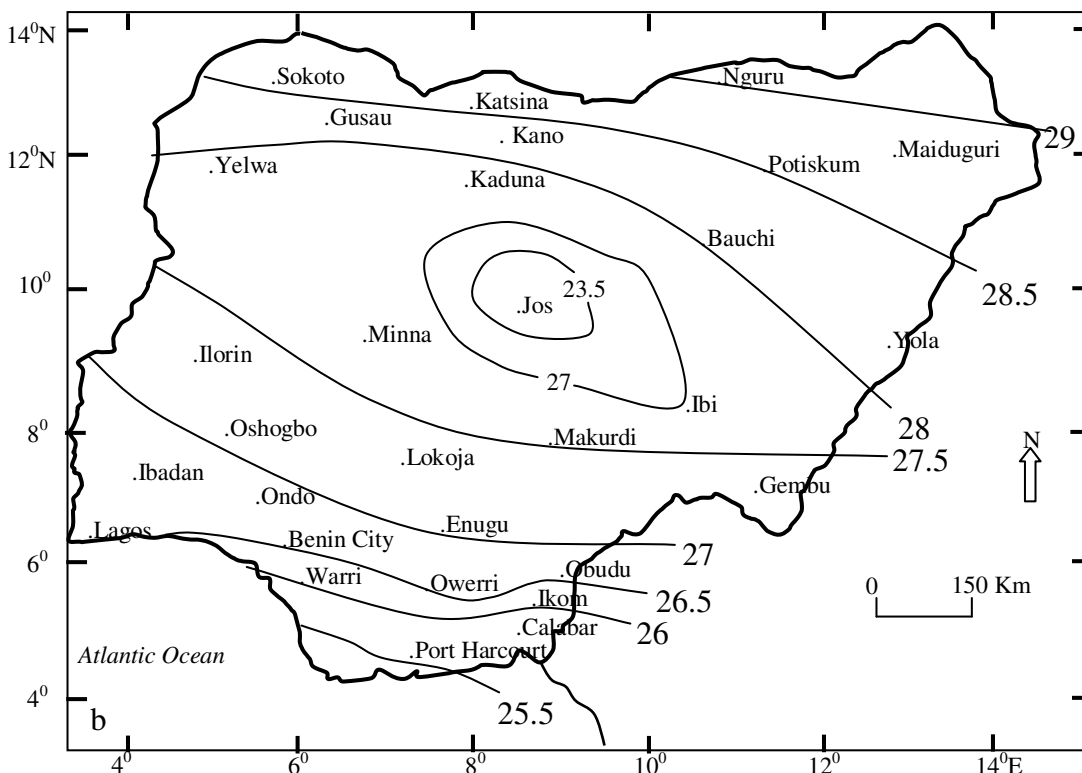 14⁰N
.Sokoto
.Nguru
.Katsina
.Gusau
.Kano
29
.Maiduguri
12⁰N
.Yelwa
.Potiskum
.Kaduna
.Bauchi
10⁰
23.5
28.5
.Jos
.Minna
.Yola
.Ilorin
27
.Ibi
28
8⁰
.Oshogbo
.Makurdi
N
.Lokoja
27.5
.Ibadan
.Gembu
.Ondo
.Lagos
.Enugu
.Benin City
27
6⁰
.Warri
.Owerri
.Obudu
0 150 Km
.Ikom
26.5
.Calabar
26
Atlantic Ocean
.Port Harcourt
4⁰
25.5
b
4⁰ 6⁰ 8⁰ 10⁰ 12⁰ 14⁰E